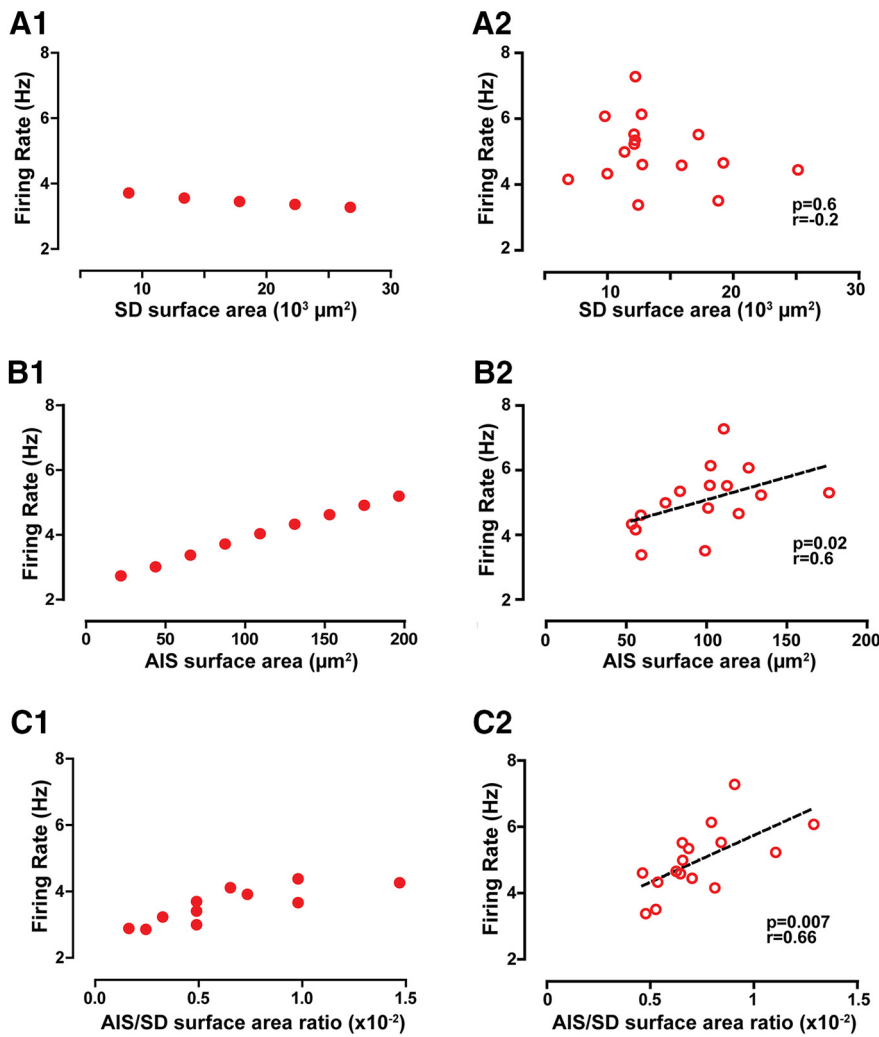 A1
Firing Rate (Hz)
8
6
4
2
10
20
30
SD surface area (10³ µm²)
A2
Firing Rate (Hz)
8
6
4
2
p=0.6
r=-0.2
10
20
30
SD surface area (10³ µm²)
B1
Firing Rate (Hz)
8
6
4
2
0
50
100
150
200
AIS surface area (µm²)
B2
Firing Rate (Hz)
8
6
4
2
p=0.02
r=0.6
0
50
100
150
200
AIS surface area (µm²)
C1
Firing Rate (Hz)
8
6
4
2
0.0
0.5
1.0
1.5
AIS/SD surface area ratio (x10⁻²)
C2
Firing Rate (Hz)
8
6
4
2
p=0.007
r=0.66
0
0.5
1
1.5
AIS/SD surface area ratio (x10⁻²)